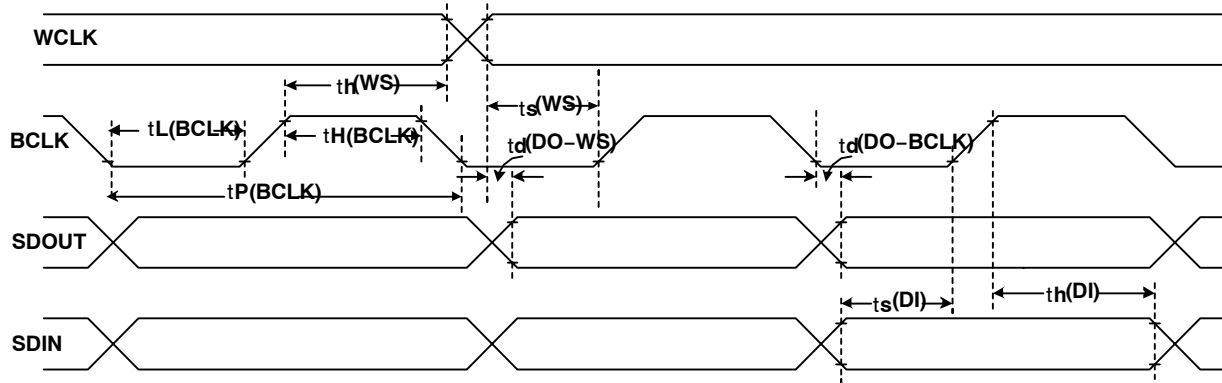 WCLK
th(WS)
ts(WS)
BCLK
tL(BCLK)
tH(BCLK)
td(DO−WS)
td(DO−BCLK)
tP(BCLK)
SDOUT
ts(DI)
th(DI)
SDIN